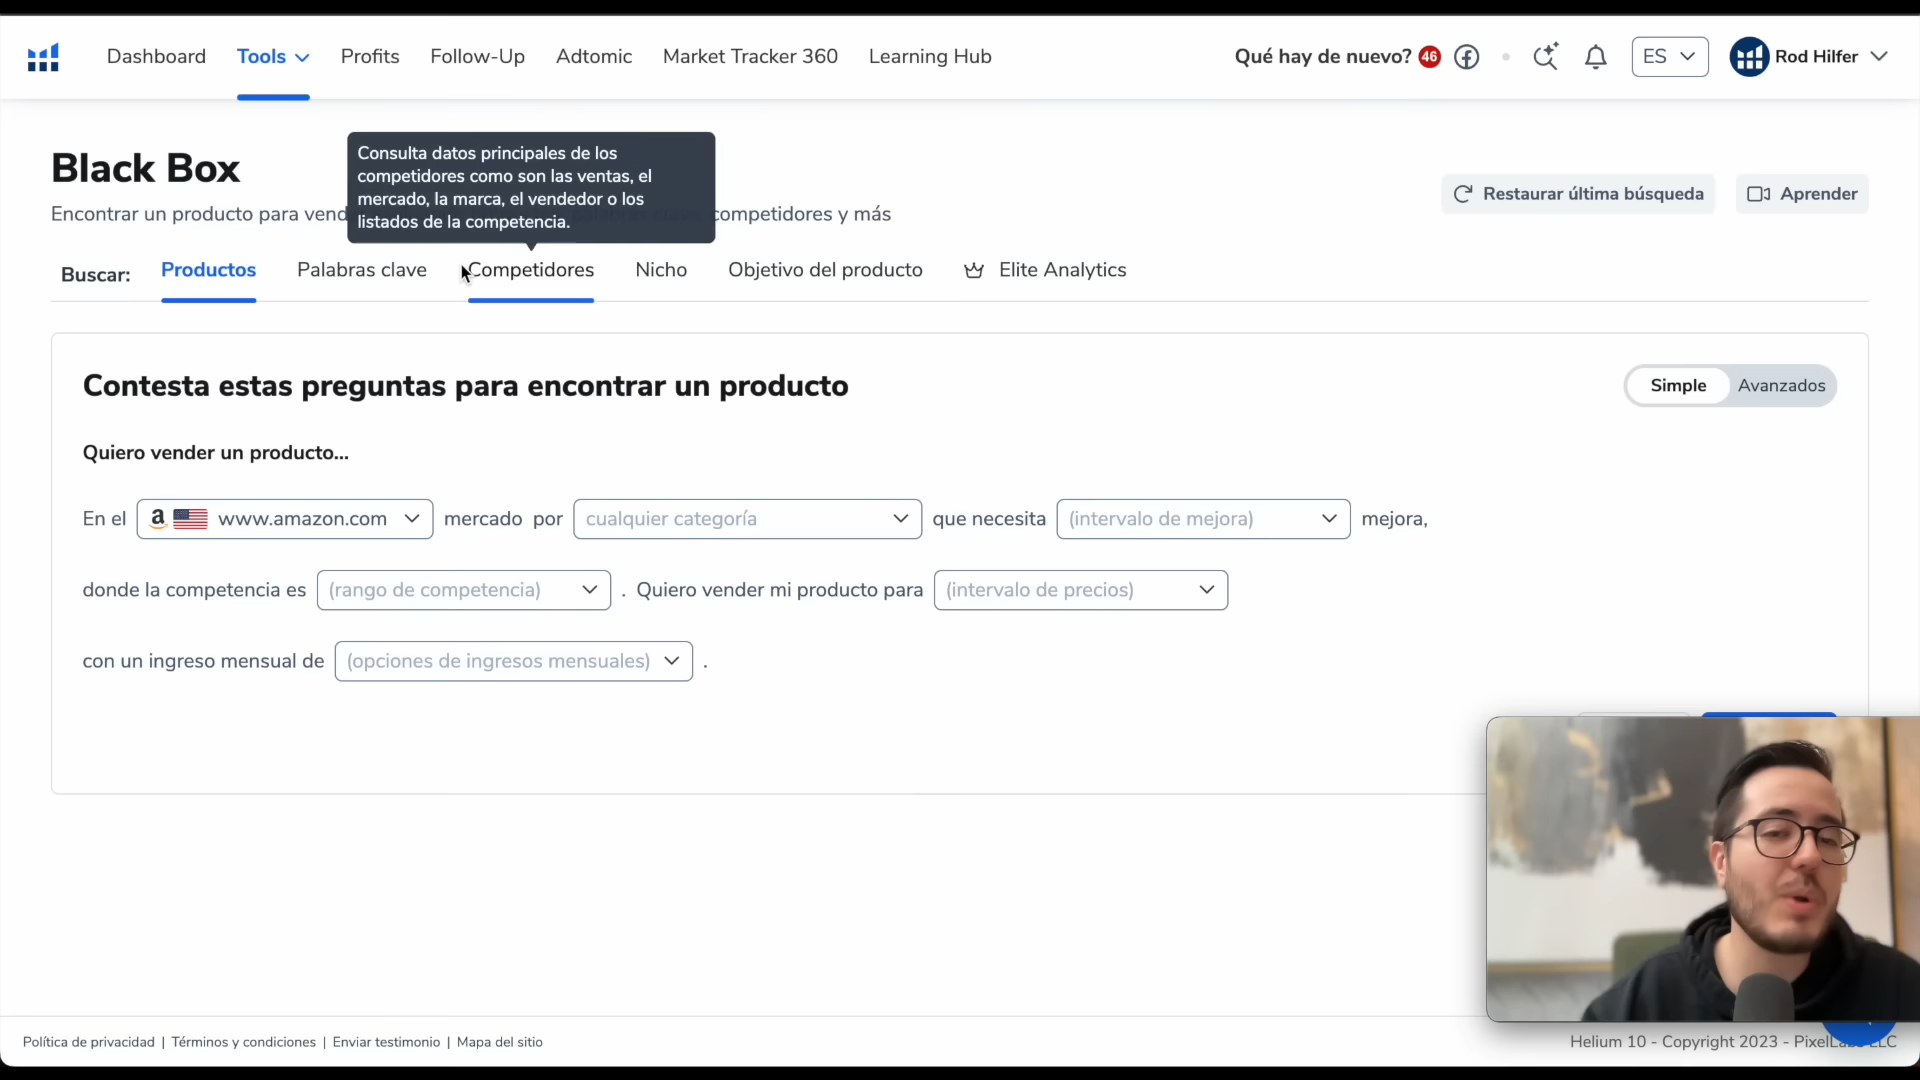 Dashboard
Tools
Profits
Follow-Up
Adtomic
Market Tracker 360
Learning Hub
Qué hay de nuevo? 46
ES
Rod Hilfer
Black Box
Consulta datos principales de los
competidores como son las ventas, el
mercado, la marca, el vendedor o los
listados de la competencia.
Encontrar un producto para vend
competidores y más
Restaurar última búsqueda
Aprender
Buscar:
Productos
Palabras clave
Competidores
Nicho
Objetivo del producto
Elite Analytics
Contesta estas preguntas para encontrar un producto
Simple
Avanzados
Quiero vender un producto...
En el a www.amazon.com mercado por cualquier categoría que necesita (intervalo de mejora) mejora,
donde la competencia es (rango de competencia) . Quiero vender mi producto para (intervalo de precios)
con un ingreso mensual de (opciones de ingresos mensuales) .
Política de privacidad | Términos y condiciones | Enviar testimonio | Mapa del sitio
Helium 10 - Copyright 2023 - PixelLabs LLC